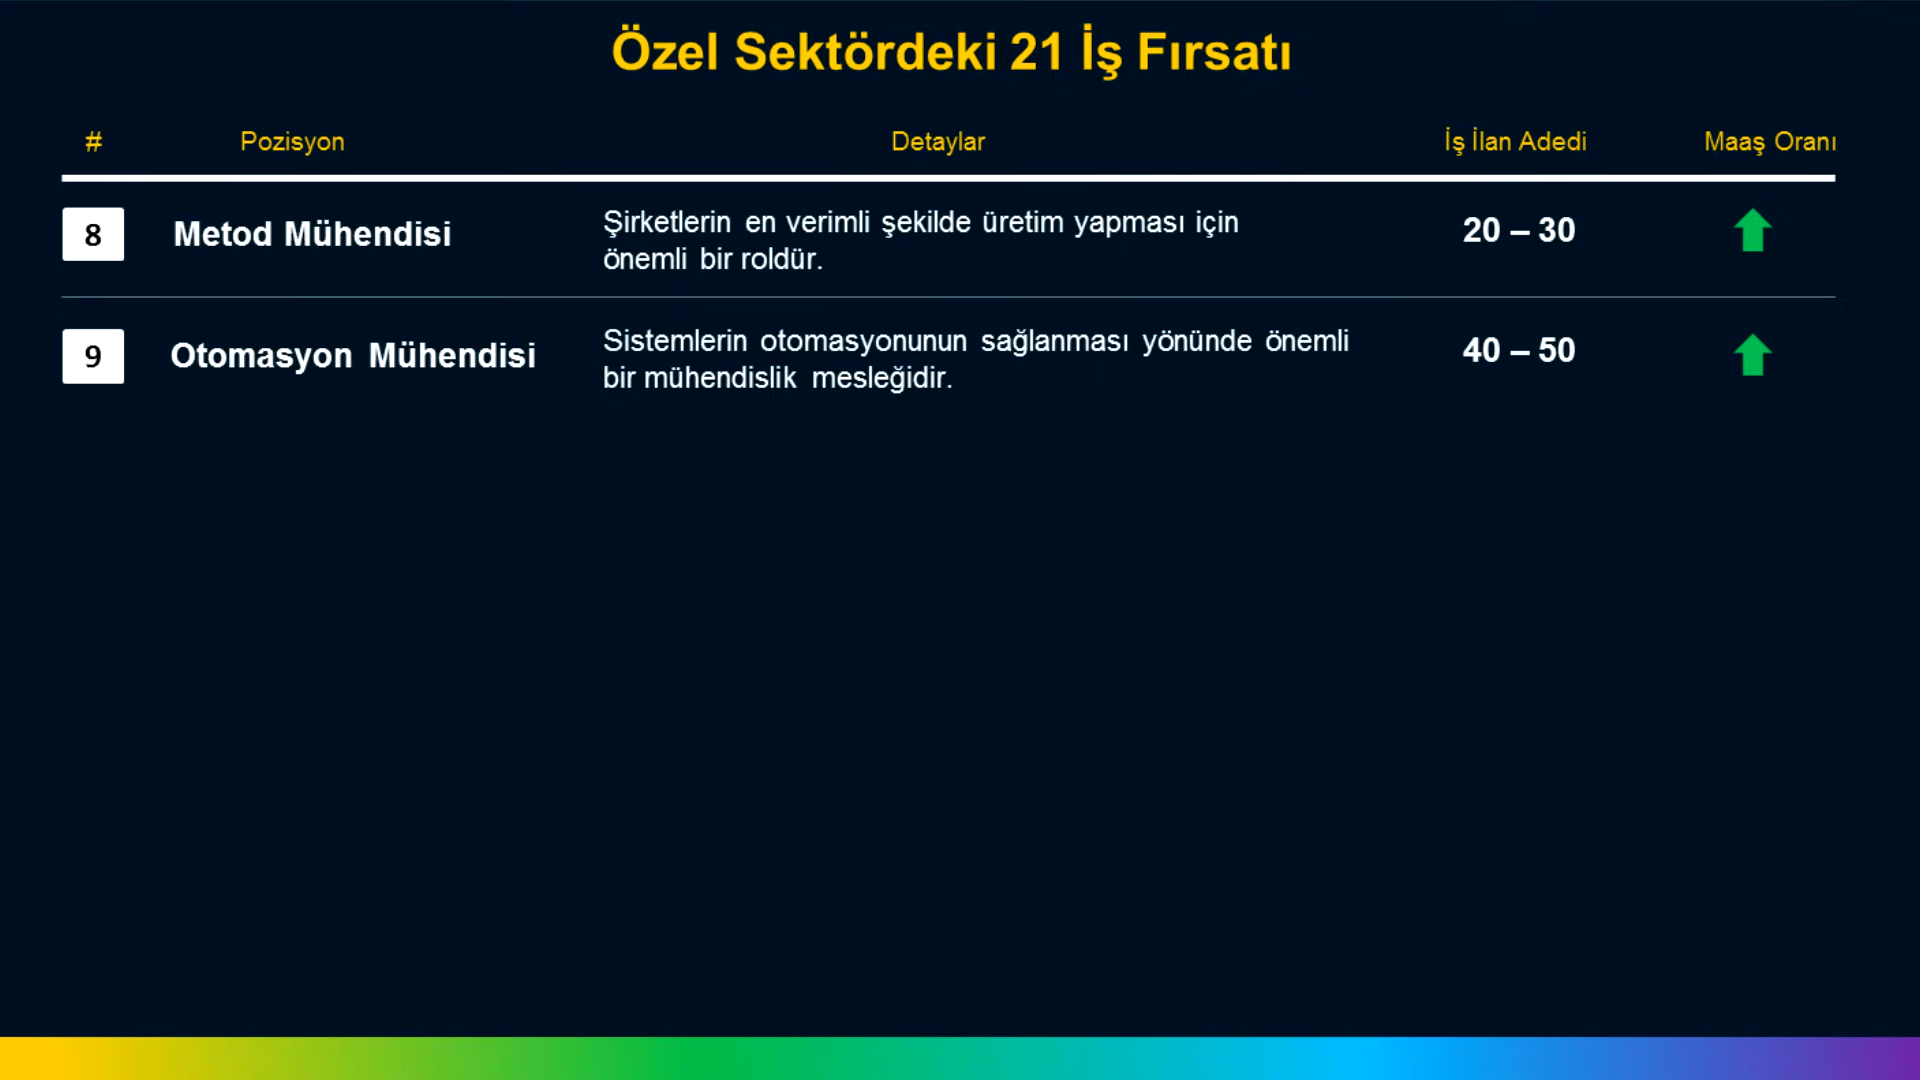 Özel Sektördeki 21 İş Fırsatı
# Pozisyon Detaylar İş İlan Adedi Maaş Oranı
8 Metod Mühendisi Şirketlerin en verimli şekilde üretim yapması için 20 – 30
önemli bir roldür.
9 Otomasyon Mühendisi Sistemlerin otomasyonunun sağlanması yönünde önemli 40 – 50
bir mühendislik mesleğidir.